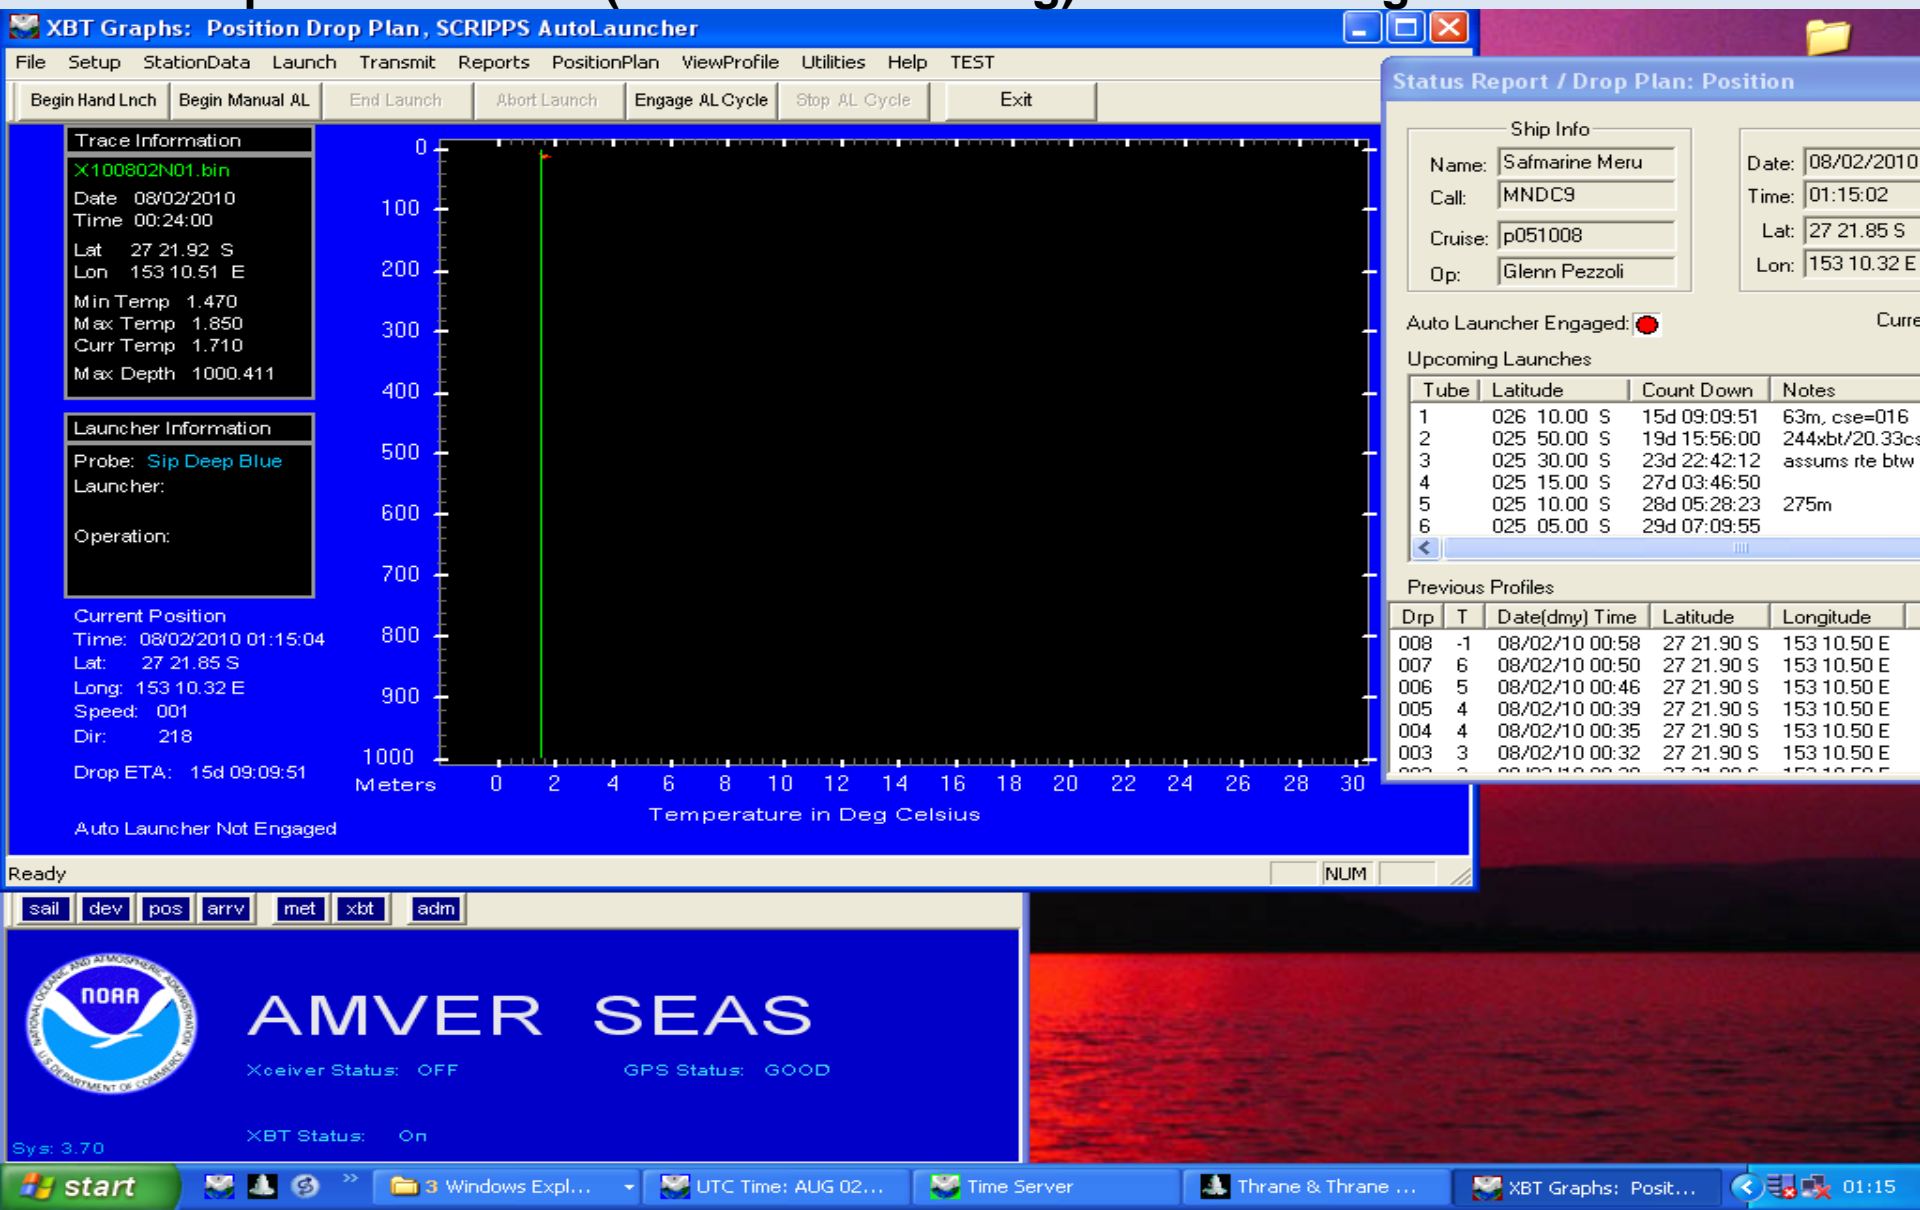 XBT Graphs:  Position Drop Plan, SCRIPPS AutoLauncher
File Setup StationData Launch Transmit Reports PositionPlan ViewProfile Utilities Help TEST
Begin Hand Lnch Begin Manual AL End Launch Abort Launch Engage AL Cycle Stop AL Cycle Exit
Trace Information
X100802N01.bin
Date 08/02/2010
Time 00:24:00
Lat 27 21.92 S
Lon 153 10.51 E
Min Temp 1.470
Max Temp 1.850
Curr Temp 1.710
Max Depth 1000.411
Launcher Information
Probe: Sip Deep Blue
Launcher:
Operation:
Current Position
Time: 08/02/2010 01:15:04
Lat: 27 21.85 S
Long: 153 10.32 E
Speed: 001
Dir: 218
Drop ETA: 15d 09:09:51
Auto Launcher Not Engaged
0
100
200
300
400
500
600
700
800
900
1000
Meters
0 2 4 6 8 10 12 14 16 18 20 22 24 26 28 30
Temperature in Deg Celsius
Ready
NUM
Status Report / Drop Plan: Position
Ship Info
Name: Safmarine Meru
Call: MNDC9
Cruise: p051008
Op: Glenn Pezzoli
Date: 08/02/2010
Time: 01:15:02
Lat: 27 21.85 S
Lon: 153 10.32 E
Auto Launcher Engaged:
Curre
Upcoming Launches
Tube Latitude Count Down Notes
1 026 10.00 S 15d 09:09:51 63m, cse=016
2 025 50.00 S 19d 15:56:00 244xbt/20.33cs
3 025 30.00 S 23d 22:42:12 assums rte btw
4 025 15.00 S 27d 03:46:50
5 025 10.00 S 28d 05:28:23 275m
6 025 05.00 S 29d 07:09:55
Previous Profiles
Drp T Date(dmy) Time Latitude Longitude
008 -1 08/02/10 00:58 27 21.90 S 153 10.50 E
007 6 08/02/10 00:50 27 21.90 S 153 10.50 E
006 5 08/02/10 00:46 27 21.90 S 153 10.50 E
005 4 08/02/10 00:39 27 21.90 S 153 10.50 E
004 4 08/02/10 00:35 27 21.90 S 153 10.50 E
003 3 08/02/10 00:32 27 21.90 S 153 10.50 E
sail dev pos arrv met xbt adm
NATIONAL OCEANIC AND ATMOSPHERIC ADMINISTRATION
NOAA
U.S. DEPARTMENT OF COMMERCE
AMVER SEAS
Xceiver Status: OFF
GPS Status: GOOD
XBT Status: On
Sys: 3.70
start
3 Windows Expl...
UTC Time: AUG 02...
Time Server
Thrane & Thrane ...
XBT Graphs: Posit...
01:15